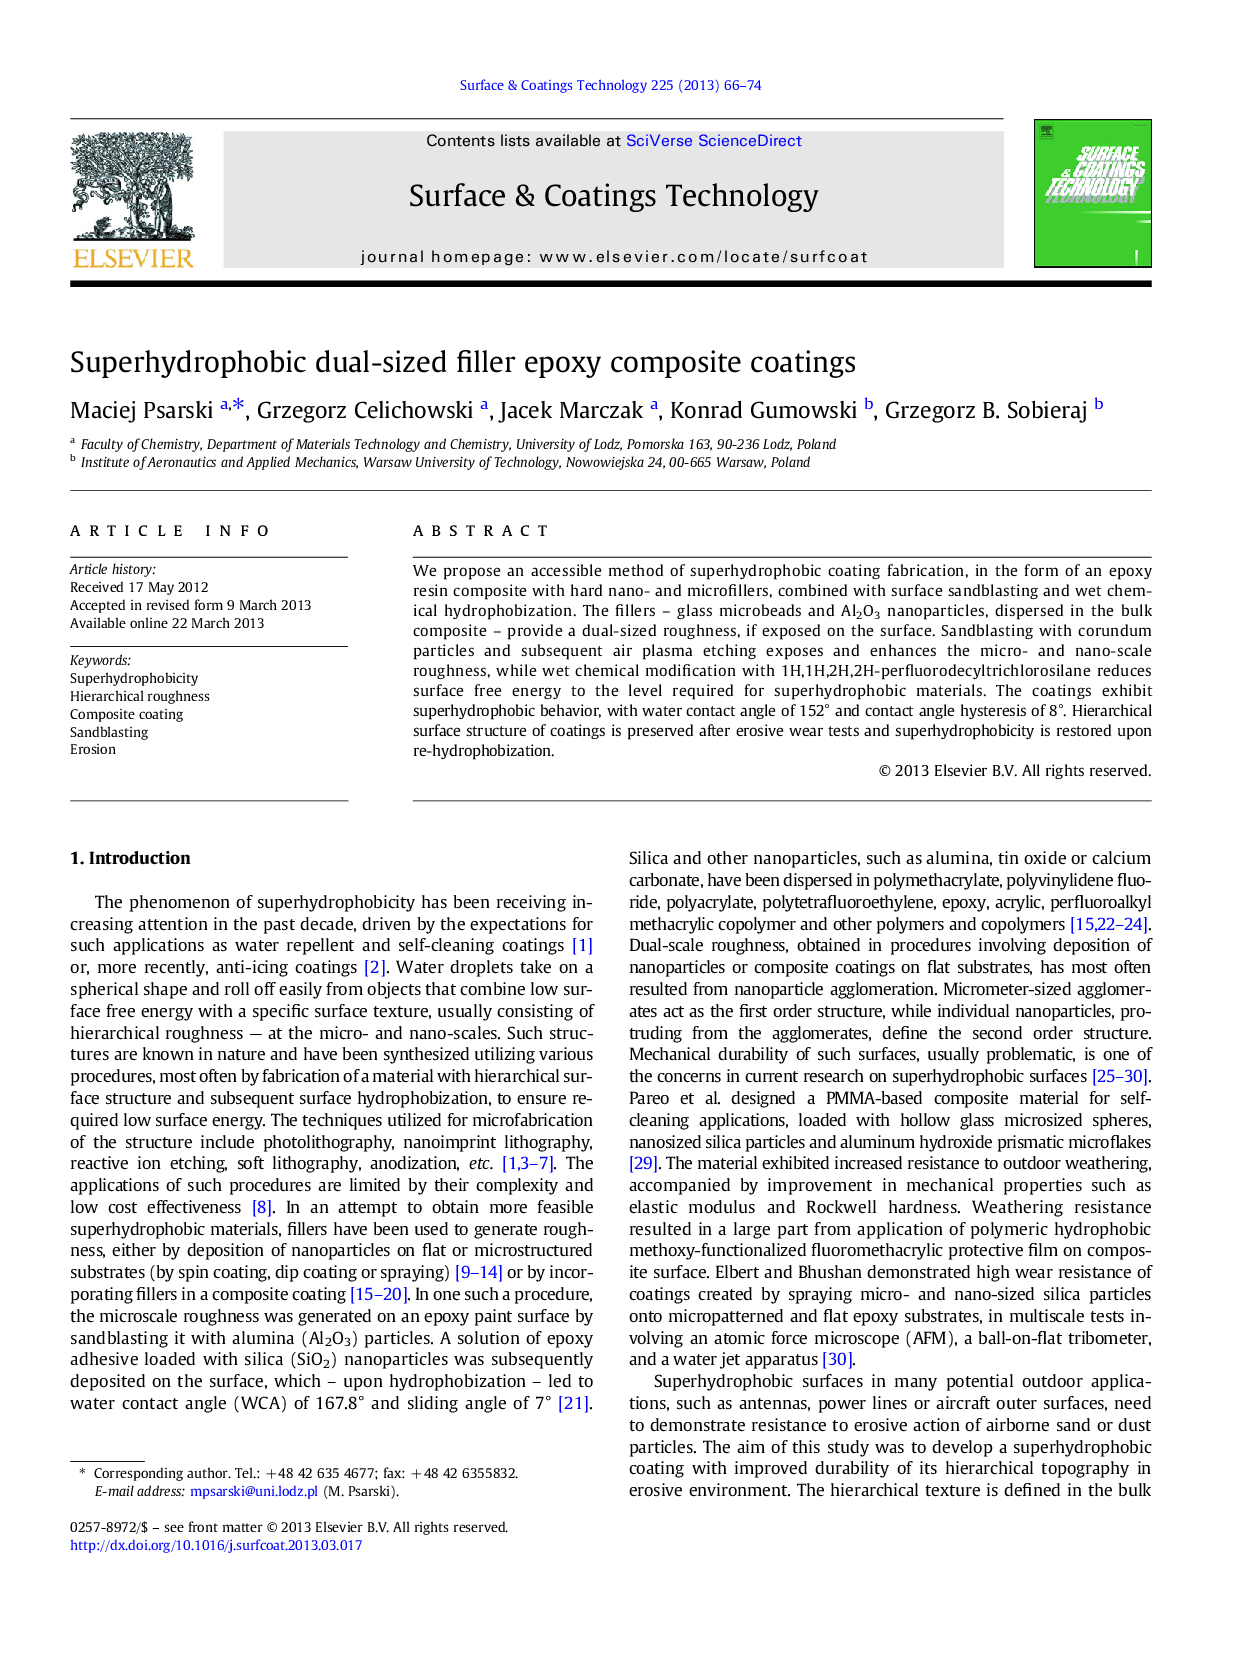 Surface & Coatings Technology 225 (2013) 66–74
Contents lists available at SciVerse ScienceDirect
Surface & Coatings Technology
journal homepage: www.elsevier.com/locate/surfcoat
ELSEVIER
SURFACE
& COATINGS
TECHNOLOGY
Superhydrophobic dual-sized filler epoxy composite coatings
Maciej Psarski a,*, Grzegorz Celichowski a, Jacek Marczak a, Konrad Gumowski b, Grzegorz B. Sobieraj b
a Faculty of Chemistry, Department of Materials Technology and Chemistry, University of Lodz, Pomorska 163, 90-236 Lodz, Poland
b Institute of Aeronautics and Applied Mechanics, Warsaw University of Technology, Nowowiejska 24, 00-665 Warsaw, Poland
ARTICLE INFO
Article history:
Received 17 May 2012
Accepted in revised form 9 March 2013
Available online 22 March 2013
Keywords:
Superhydrophobicity
Hierarchical roughness
Composite coating
Sandblasting
Erosion
ABSTRACT
We propose an accessible method of superhydrophobic coating fabrication, in the form of an epoxy
resin composite with hard nano- and microfillers, combined with surface sandblasting and wet chem-
ical hydrophobization. The fillers – glass microbeads and Al2O3 nanoparticles, dispersed in the bulk
composite – provide a dual-sized roughness, if exposed on the surface. Sandblasting with corundum
particles and subsequent air plasma etching exposes and enhances the micro- and nano-scale
roughness, while wet chemical modification with 1H,1H,2H,2H-perfluorodecyltrichlorosilane reduces
surface free energy to the level required for superhydrophobic materials. The coatings exhibit
superhydrophobic behavior, with water contact angle of 152° and contact angle hysteresis of 8°. Hierarchical
surface structure of coatings is preserved after erosive wear tests and superhydrophobicity is restored upon
re-hydrophobization.
© 2013 Elsevier B.V. All rights reserved.
1. Introduction
The phenomenon of superhydrophobicity has been receiving in-
creasing attention in the past decade, driven by the expectations for
such applications as water repellent and self-cleaning coatings [1]
or, more recently, anti-icing coatings [2]. Water droplets take on a
spherical shape and roll off easily from objects that combine low sur-
face free energy with a specific surface texture, usually consisting of
hierarchical roughness — at the micro- and nano-scales. Such struc-
tures are known in nature and have been synthesized utilizing various
procedures, most often by fabrication of a material with hierarchical sur-
face structure and subsequent surface hydrophobization, to ensure re-
quired low surface energy. The techniques utilized for microfabrication
of the structure include photolithography, nanoimprint lithography,
reactive ion etching, soft lithography, anodization, etc. [1,3–7]. The
applications of such procedures are limited by their complexity and
low cost effectiveness [8]. In an attempt to obtain more feasible
superhydrophobic materials, fillers have been used to generate rough-
ness, either by deposition of nanoparticles on flat or microstructured
substrates (by spin coating, dip coating or spraying) [9–14] or by incor-
porating fillers in a composite coating [15–20]. In one such a procedure,
the microscale roughness was generated on an epoxy paint surface by
sandblasting it with alumina (Al2O3) particles. A solution of epoxy
adhesive loaded with silica (SiO2) nanoparticles was subsequently
deposited on the surface, which – upon hydrophobization – led to
water contact angle (WCA) of 167.8° and sliding angle of 7° [21].
Silica and other nanoparticles, such as alumina, tin oxide or calcium
carbonate, have been dispersed in polymethacrylate, polyvinylidene fluo-
ride, polyacrylate, polytetrafluoroethylene, epoxy, acrylic, perfluoroalkyl
methacrylic copolymer and other polymers and copolymers [15,22–24].
Dual-scale roughness, obtained in procedures involving deposition of
nanoparticles or composite coatings on flat substrates, has most often
resulted from nanoparticle agglomeration. Micrometer-sized agglomer-
ates act as the first order structure, while individual nanoparticles, pro-
truding from the agglomerates, define the second order structure.
Mechanical durability of such surfaces, usually problematic, is one of
the concerns in current research on superhydrophobic surfaces [25–30].
Pareo et al. designed a PMMA-based composite material for self-
cleaning applications, loaded with hollow glass microsized spheres,
nanosized silica particles and aluminum hydroxide prismatic microflakes
[29]. The material exhibited increased resistance to outdoor weathering,
accompanied by improvement in mechanical properties such as
elastic modulus and Rockwell hardness. Weathering resistance
resulted in a large part from application of polymeric hydrophobic
methoxy-functionalized fluoromethacrylic protective film on compos-
ite surface. Elbert and Bhushan demonstrated high wear resistance of
coatings created by spraying micro- and nano-sized silica particles
onto micropatterned and flat epoxy substrates, in multiscale tests in-
volving an atomic force microscope (AFM), a ball-on-flat tribometer,
and a water jet apparatus [30].
Superhydrophobic surfaces in many potential outdoor applica-
tions, such as antennas, power lines or aircraft outer surfaces, need
to demonstrate resistance to erosive action of airborne sand or dust
particles. The aim of this study was to develop a superhydrophobic
coating with improved durability of its hierarchical topography in
erosive environment. The hierarchical texture is defined in the bulk
* Corresponding author. Tel.: +48 42 635 4677; fax: +48 42 6355832.
E-mail address: mpsarski@uni.lodz.pl (M. Psarski).
0257-8972/$ – see front matter © 2013 Elsevier B.V. All rights reserved.
http://dx.doi.org/10.1016/j.surfcoat.2013.03.017